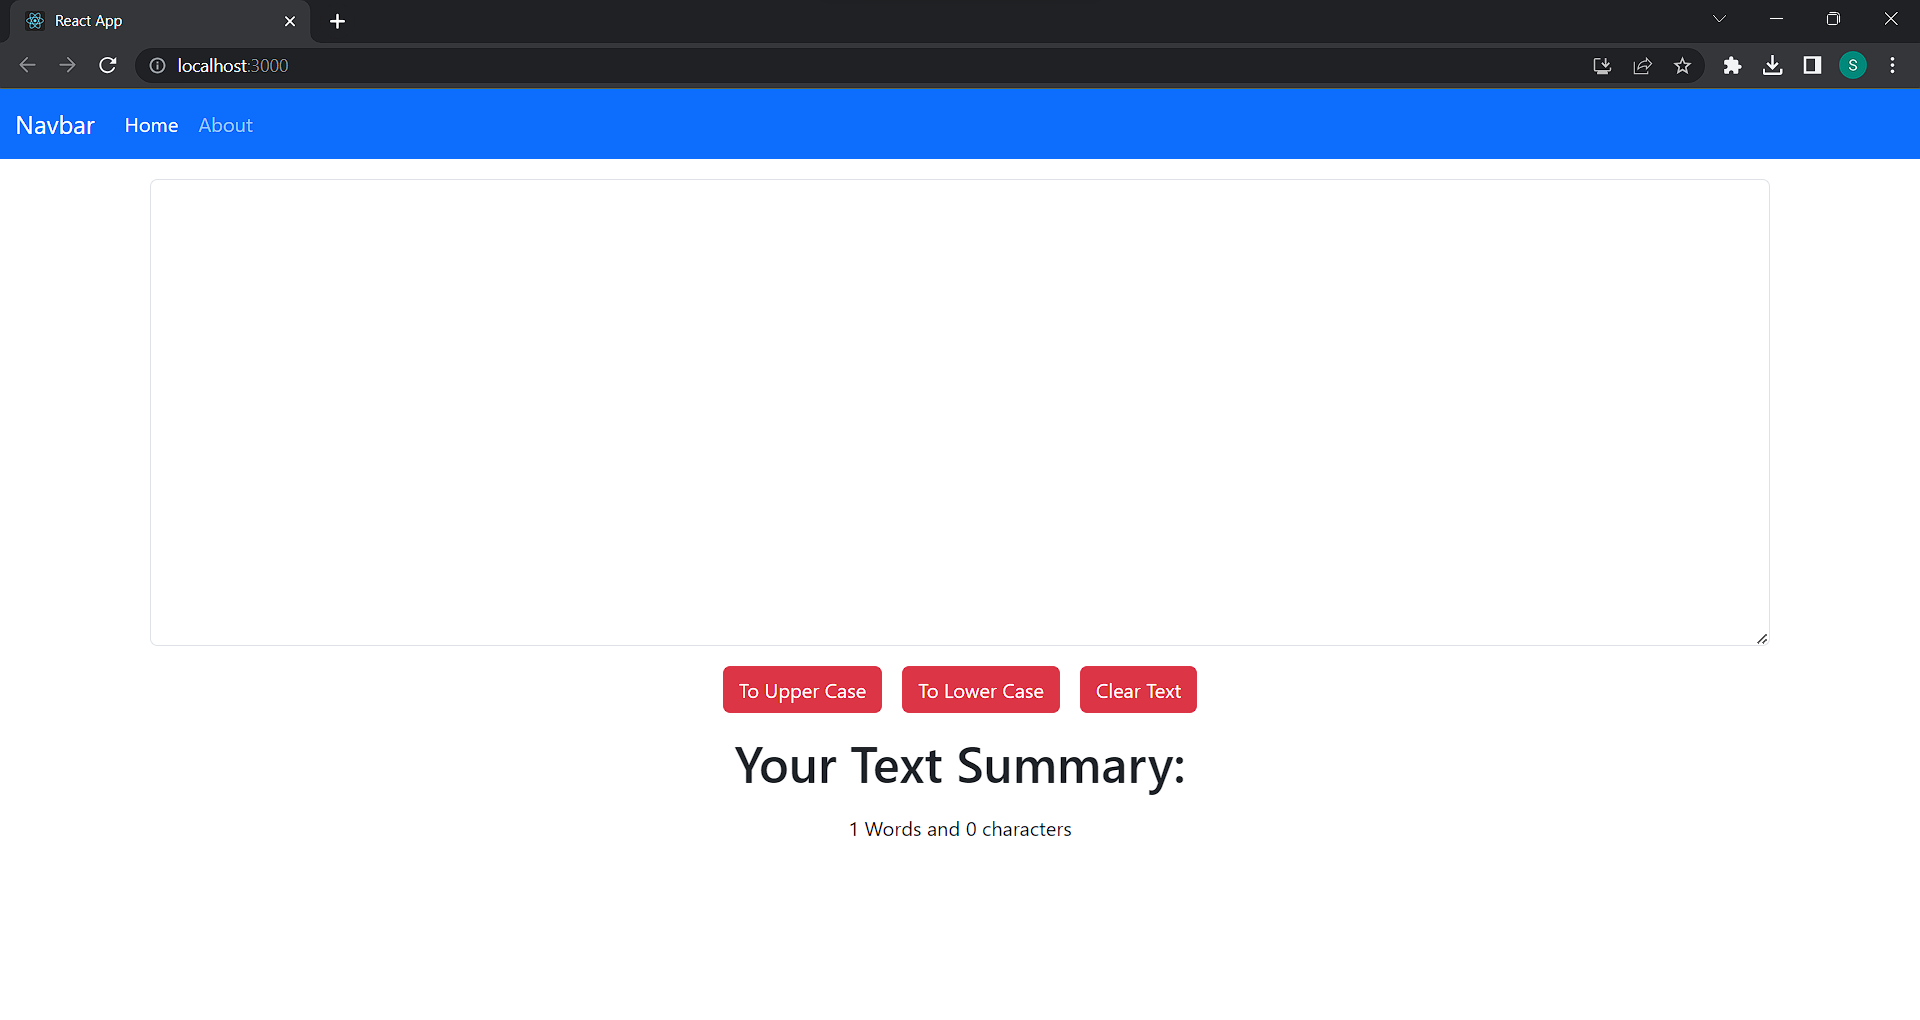 React App
localhost:3000
S
Navbar Home About
To Upper Case To Lower Case Clear Text
Your Text Summary:
1 Words and 0 characters